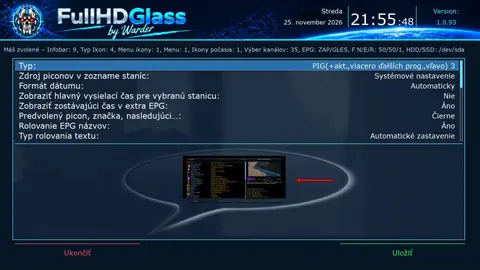 FullHDGlass
by Warder
Streda
25. november 2026
21:55:48
Version:
1.0.93
Máš zvolené – Infobar: 9, Typ Ikon: 4, Menu ikony: 1, Menu: 1, Ikony počasia: 1, Výber kanálov: 35, EPG: ZAP/GLES, F N/E/R: 50/50/1, HDD/SSD: /dev/sda
Typ: PIG(+akt.,viacero ďalších prog.,vľavo) 3
Zdroj piconov v zozname staníc: Systémové nastavenie
Formát dátumu: Automaticky
Zobraziť hlavný vysielací čas pre vybranú stanicu: Nie
Zobraziť zostávajúci čas v extra EPG: Áno
Predvolený picon, značka, nasledujúci...: Čierne
Rolovanie EPG názvov: Áno
Typ rolovania textu: Automatické zastavenie
Ukončiť
Uložiť